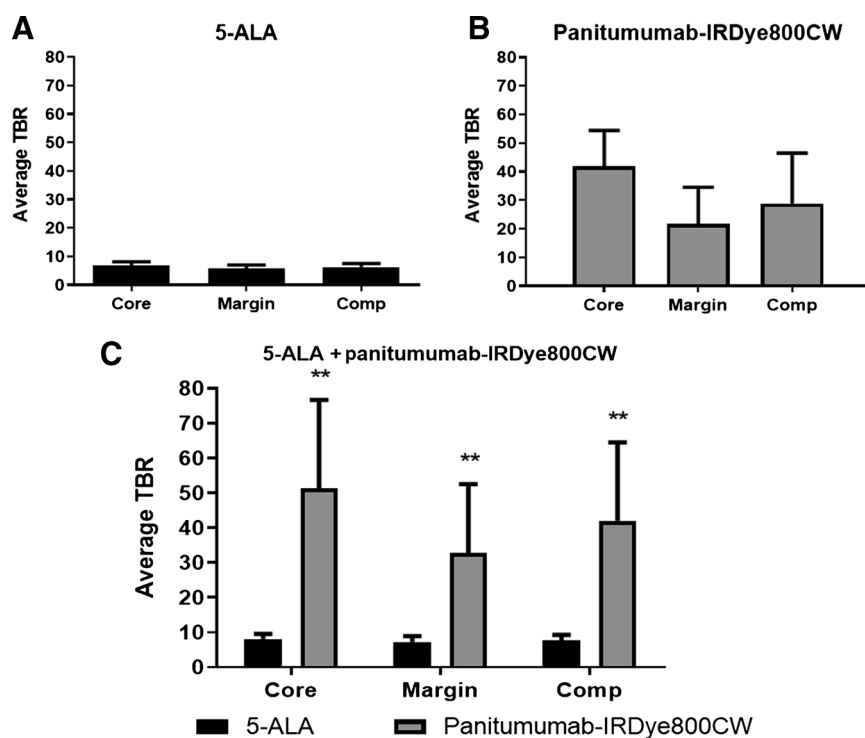 A
5-ALA
Average TBR
80
70
60
50
40
30
20
10
0
Core Margin Comp
B
Panitumumab-IRDye800CW
Average TBR
80
70
60
50
40
30
20
10
0
Core Margin Comp
C
5-ALA + panitumumab-IRDye800CW
Average TBR
80
70
60
50
40
30
20
10
0
**
**
**
Core Margin Comp
5-ALA Panitumumab-IRDye800CW